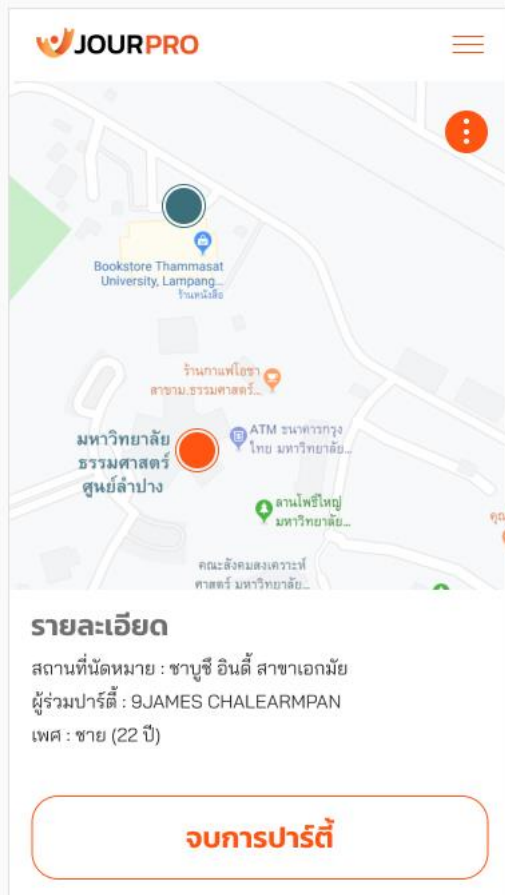 JOURPRO
Bookstore Thammasat
University, Lampang...
ร้านหนังสือ
ร้านกาแฟโอชา
สาขาม.ธรรมศาสตร์...
มหาวิทยาลัย
ธรรมศาสตร์
ศูนย์ลำปาง
ATM ธนาคารกรุง
ไทย มหาวิทยาลัย...
ลานโพธิ์ใหญ่
มหาวิทยาลัย...
คณะสังคมสงเคราะห์
ศาสตร์ มหาวิทยาลัย...
รายละเอียด
สถานที่นัดหมาย : ชาบูชี อินดี้ สาขาเอกมัย
ผู้ร่วมปาร์ตี้ : 9JAMES CHALEARMPAN
เพศ : ชาย (22 ปี)
จบการปาร์ตี้